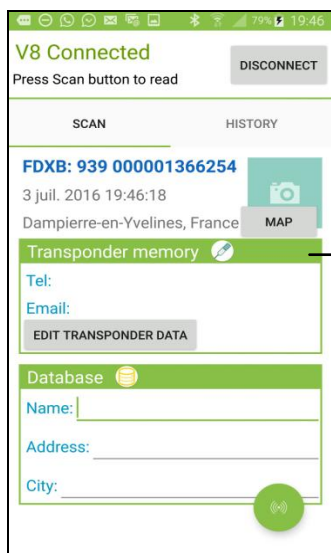 79% 19:46
V8 Connected
DISCONNECT
Press Scan button to read
SCAN HISTORY
FDXB: 939 000001366254
3 juil. 2016 19:46:18
Dampierre-en-Yvelines, France
MAP
Transponder memory
Tel:
Email:
EDIT TRANSPONDER DATA
Database
Name:
Address:
City: